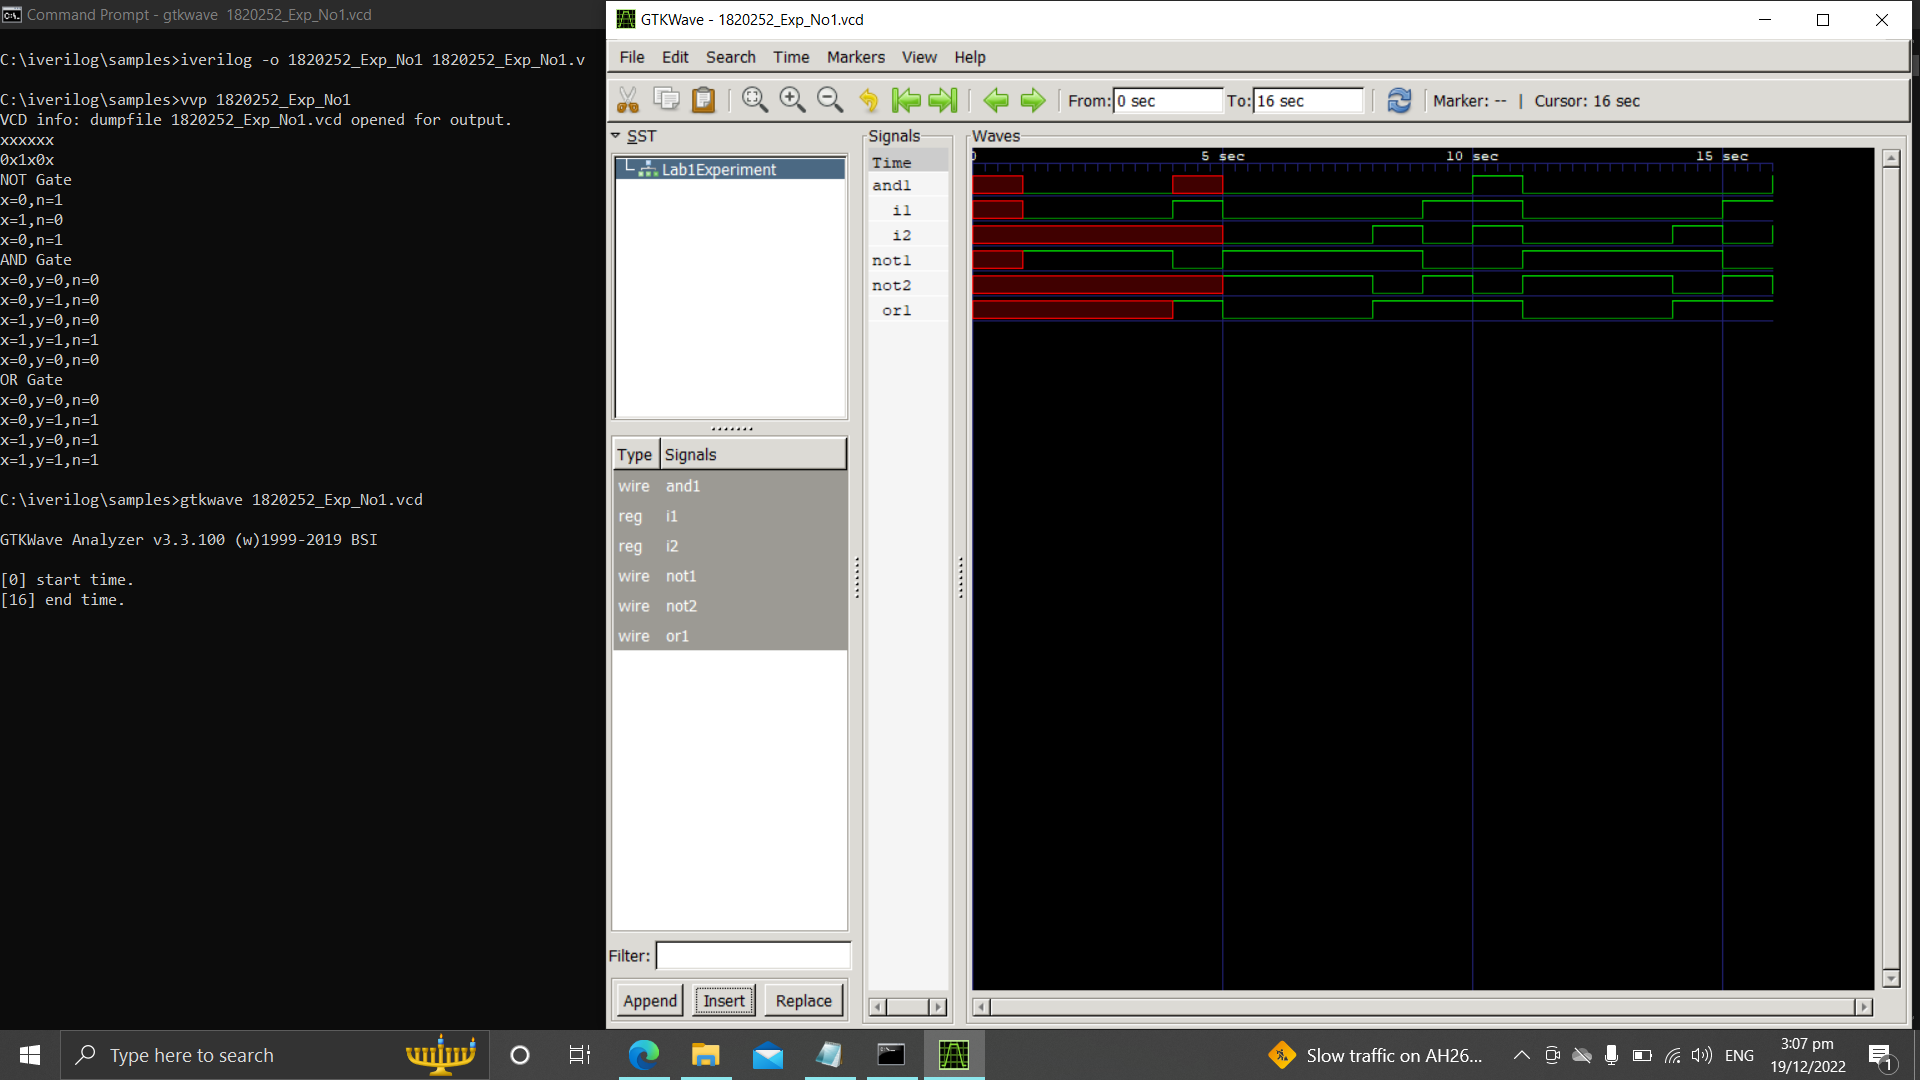 Command Prompt - gtkwave  1820252_Exp_No1.vcd
C:\iverilog\samples>iverilog -o 1820252_Exp_No1 1820252_Exp_No1.v
C:\iverilog\samples>vvp 1820252_Exp_No1
VCD info: dumpfile 1820252_Exp_No1.vcd opened for output.
xxxxxx
0x1x0x
NOT Gate
x=0,n=1
x=1,n=0
x=0,n=1
AND Gate
x=0,y=0,n=0
x=0,y=1,n=0
x=1,y=0,n=0
x=1,y=1,n=1
x=0,y=0,n=0
OR Gate
x=0,y=0,n=0
x=0,y=1,n=1
x=1,y=0,n=1
x=1,y=1,n=1
C:\iverilog\samples>gtkwave 1820252_Exp_No1.vcd
GTKWave Analyzer v3.3.100 (w)1999-2019 BSI
[0] start time.
[16] end time.
GTKWave - 1820252_Exp_No1.vcd
File Edit Search Time Markers View Help
From: 0 sec To: 16 sec Marker: -- | Cursor: 16 sec
SST
Lab1Experiment
Type Signals
wire and1
reg i1
reg i2
wire not1
wire not2
wire or1
Filter:
Append Insert Replace
Signals
Time
and1
i1
i2
not1
not2
or1
Waves
0 5 sec 10 sec 15 sec
Type here to search
Slow traffic on AH26...
ENG
3:07 pm
19/12/2022
1